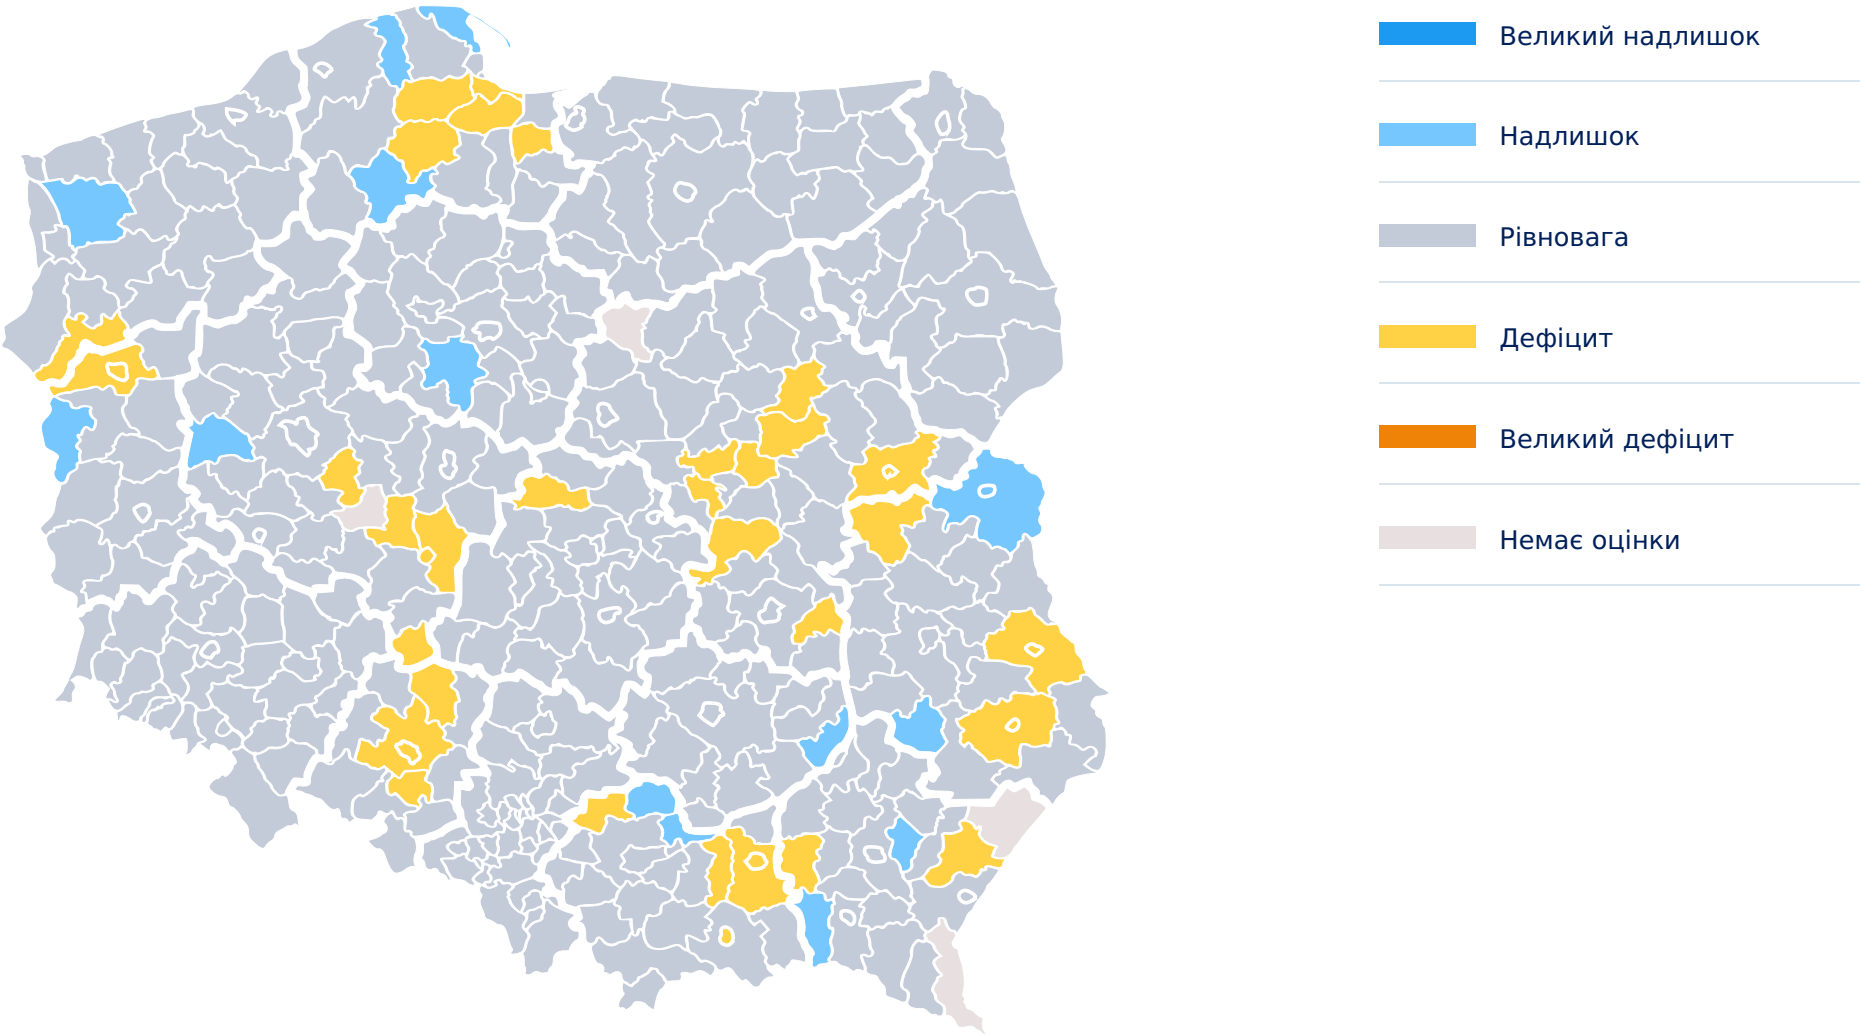 Великий надлишок
Надлишок
Рівновага
Дефіцит
Великий дефіцит
Немає оцінки